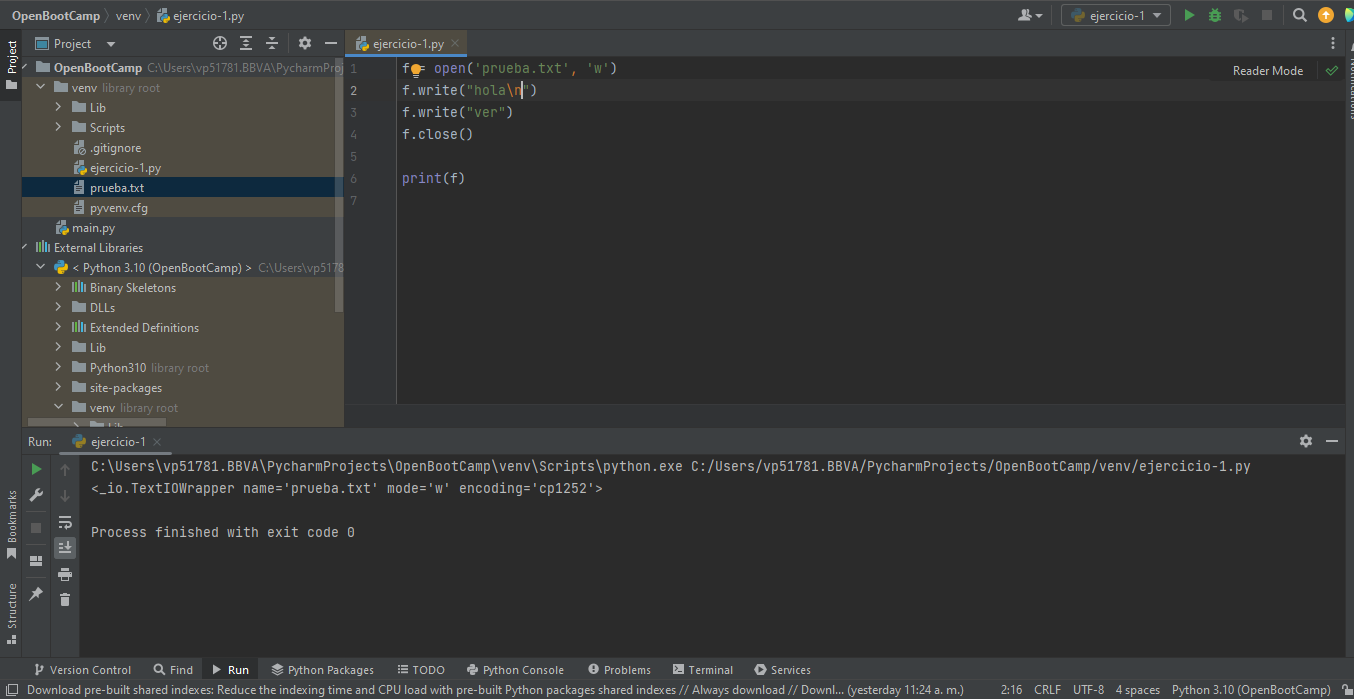 OpenBootCamp venv ejercicio-1.py
ejercicio-1
Project
Project
ejercicio-1.py
OpenBootCamp C:\Users\vp51781.BBVA\PycharmProj
venv library root
Lib
Scripts
.gitignore
ejercicio-1.py
prueba.txt
pyvenv.cfg
main.py
External Libraries
< Python 3.10 (OpenBootCamp) > C:\Users\vp5178
Binary Skeletons
DLLs
Extended Definitions
Lib
Python310 library root
site-packages
venv library root
Lib
Reader Mode
1 f = open('prueba.txt', 'w')
2 f.write("hola\n")
3 f.write("ver")
4 f.close()
5
6 print(f)
7
Notifications
Run: ejercicio-1
C:\Users\vp51781.BBVA\PycharmProjects\OpenBootCamp\venv\Scripts\python.exe C:/Users/vp51781.BBVA/PycharmProjects/OpenBootCamp/venv/ejercicio-1.py
<_io.TextIOWrapper name='prueba.txt' mode='w' encoding='cp1252'>
Process finished with exit code 0
Bookmarks
Structure
Version Control Find Run Python Packages TODO Python Console Problems Terminal Services
Download pre-built shared indexes: Reduce the indexing time and CPU load with pre-built Python packages shared indexes // Always download // Downl... (yesterday 11:24 a. m.) 2:16 CRLF UTF-8 4 spaces Python 3.10 (OpenBootCamp)